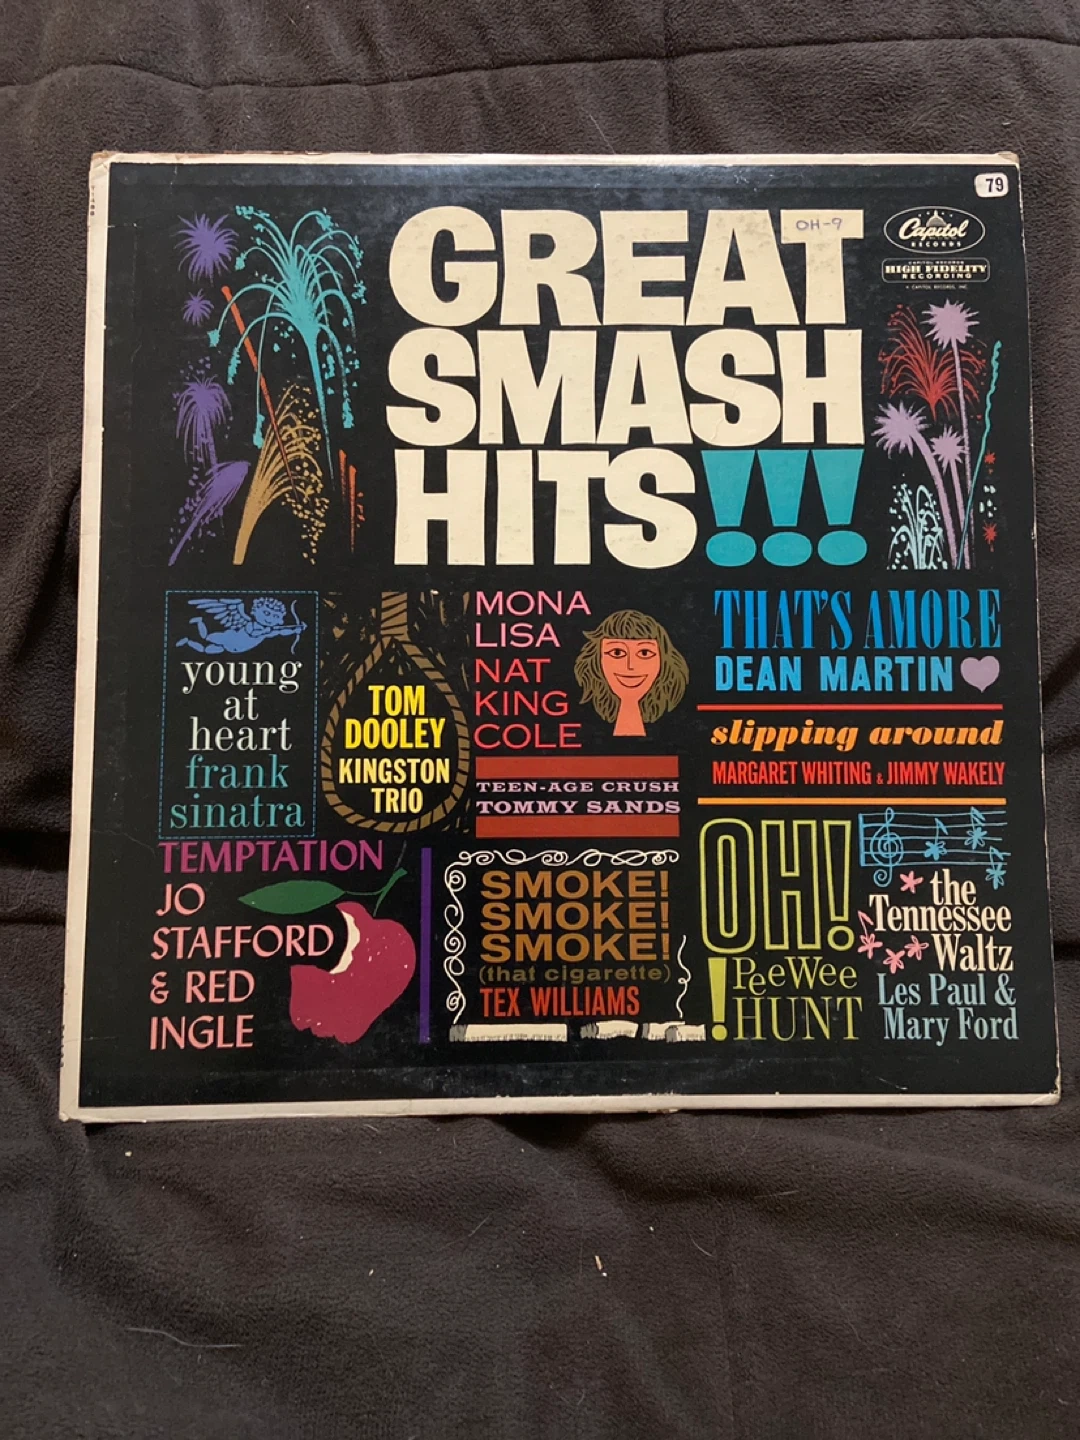 79
OH-9
GREAT
SMASH
HITS!!!
Capitol
RECORDS
CAPITOL RECORDS
HIGH FIDELITY
RECORDING
young
at
heart
frank
sinatra
TOM
DOOLEY
KINGSTON
TRIO
MONA
LISA
NAT
KING
COLE
THAT'S AMORE
DEAN MARTIN
slipping around
MARGARET WHITING & JIMMY WAKELY
TEEN-AGE CRUSH
TOMMY SANDS
TEMPTATION
JO
STAFFORD
& RED
INGLE
SMOKE!
SMOKE!
SMOKE!
(that cigarette)
TEX WILLIAMS
OH!
! PeeWee
HUNT
the
Tennessee
Waltz
Les Paul &
Mary Ford